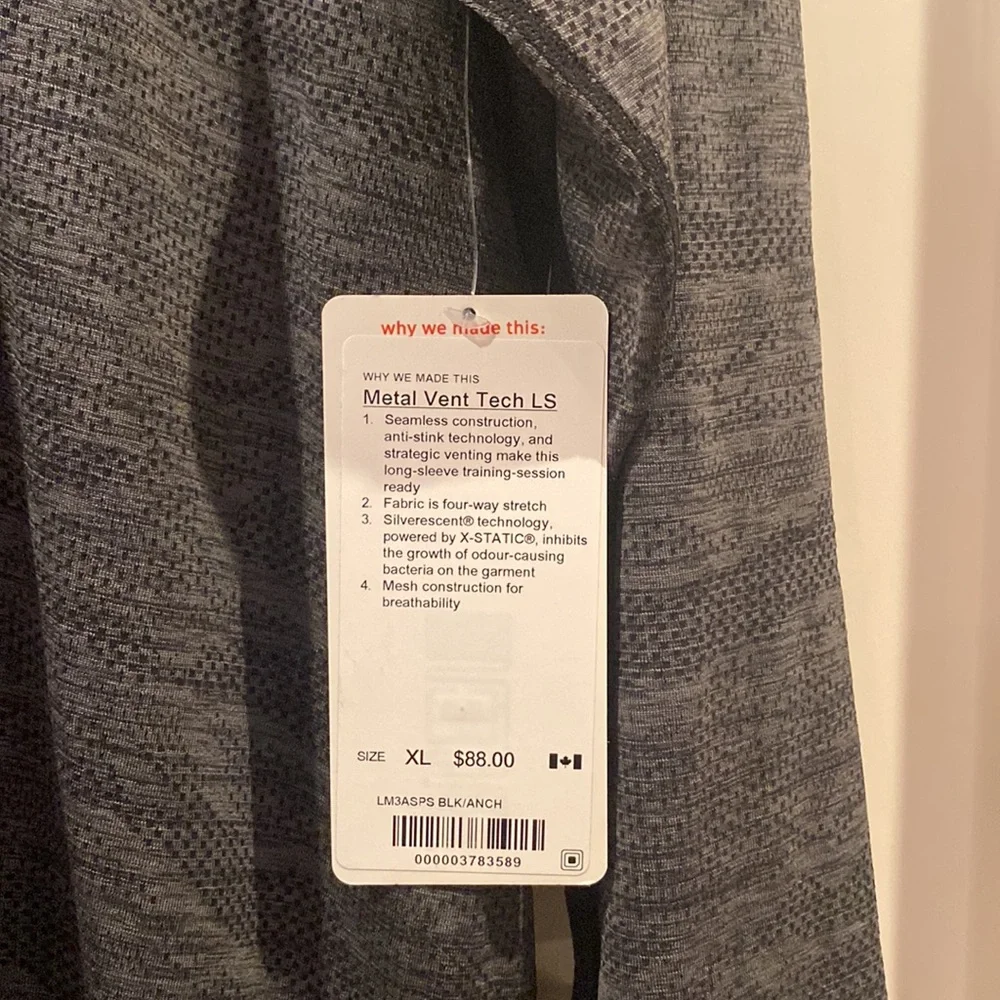 why we made this:
WHY WE MADE THIS
Metal Vent Tech LS
1. Seamless construction,
anti-stink technology, and
strategic venting make this
long-sleeve training-session
ready
2. Fabric is four-way stretch
3. Silverescent® technology,
powered by X-STATIC®, inhibits
the growth of odour-causing
bacteria on the garment
4. Mesh construction for
breathability
SIZE XL $88.00
LM3ASPS BLK/ANCH
000003783589